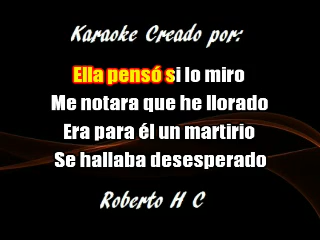 Karaoke Creado por:
Ella pensó si lo miro
Me notara que he llorado
Era para él un martirio
Se hallaba desesperado
Roberto H C